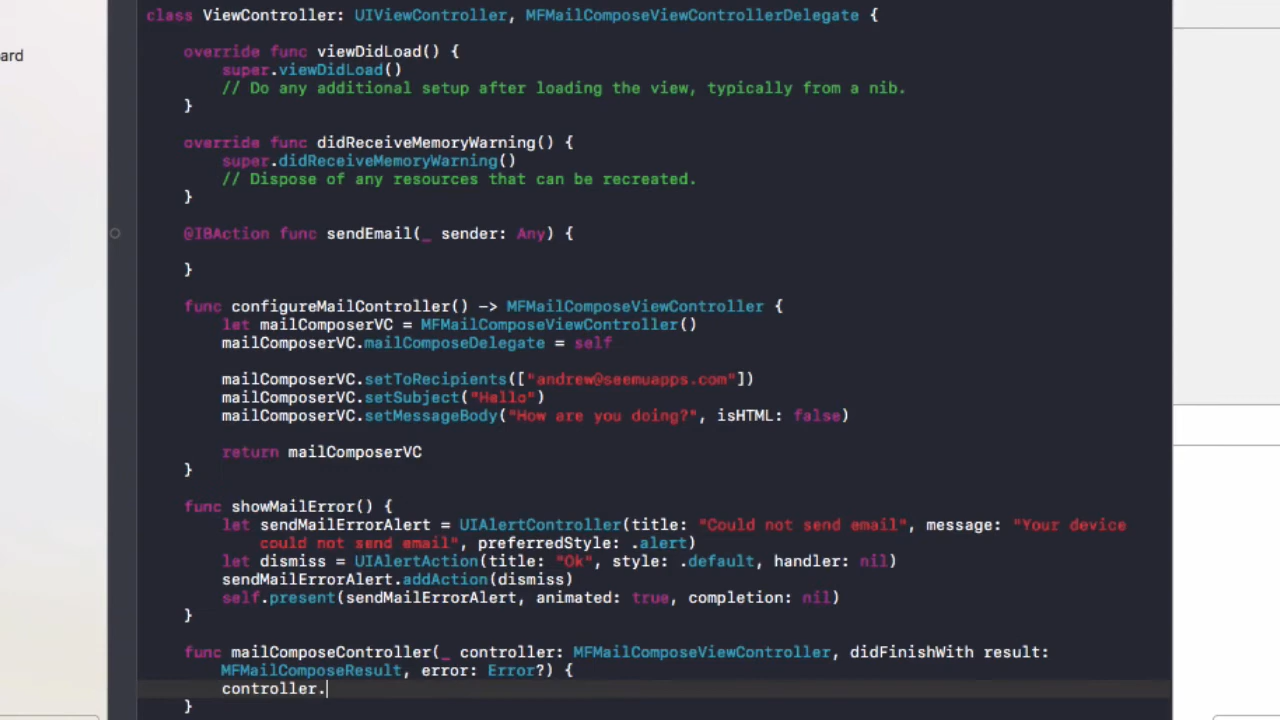 class ViewController: UIViewController, MFMailComposeViewControllerDelegate {
ard
override func viewDidLoad() {
super.viewDidLoad()
// Do any additional setup after loading the view, typically from a nib.
}
override func didReceiveMemoryWarning() {
super.didReceiveMemoryWarning()
// Dispose of any resources that can be recreated.
}
@IBAction func sendEmail(_ sender: Any) {
}
func configureMailController() -> MFMailComposeViewController {
let mailComposerVC = MFMailComposeViewController()
mailComposerVC.mailComposeDelegate = self
mailComposerVC.setToRecipients(["andrew@seemuapps.com"])
mailComposerVC.setSubject("Hello")
mailComposerVC.setMessageBody("How are you doing?", isHTML: false)
return mailComposerVC
}
func showMailError() {
let sendMailErrorAlert = UIAlertController(title: "Could not send email", message: "Your device
could not send email", preferredStyle: .alert)
let dismiss = UIAlertAction(title: "Ok", style: .default, handler: nil)
sendMailErrorAlert.addAction(dismiss)
self.present(sendMailErrorAlert, animated: true, completion: nil)
}
func mailComposeController(_ controller: MFMailComposeViewController, didFinishWith result:
MFMailComposeResult, error: Error?) {
controller.
}